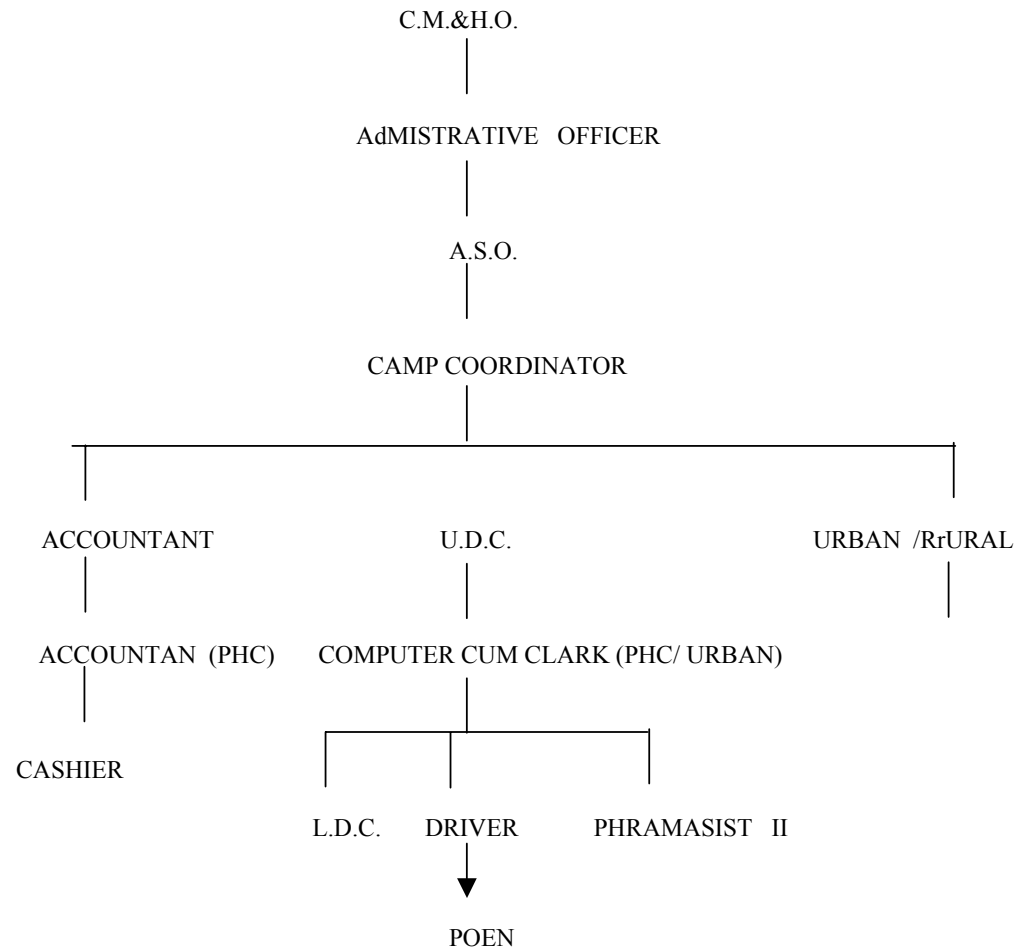 C.M.&H.O.
AdMISTRATIVE OFFICER
A.S.O.
CAMP COORDINATOR
ACCOUNTANT U.D.C. URBAN /RrURAL
ACCOUNTAN (PHC) COMPUTER CUM CLARK (PHC/ URBAN)
CASHIER
L.D.C. DRIVER PHRAMASIST II
POEN